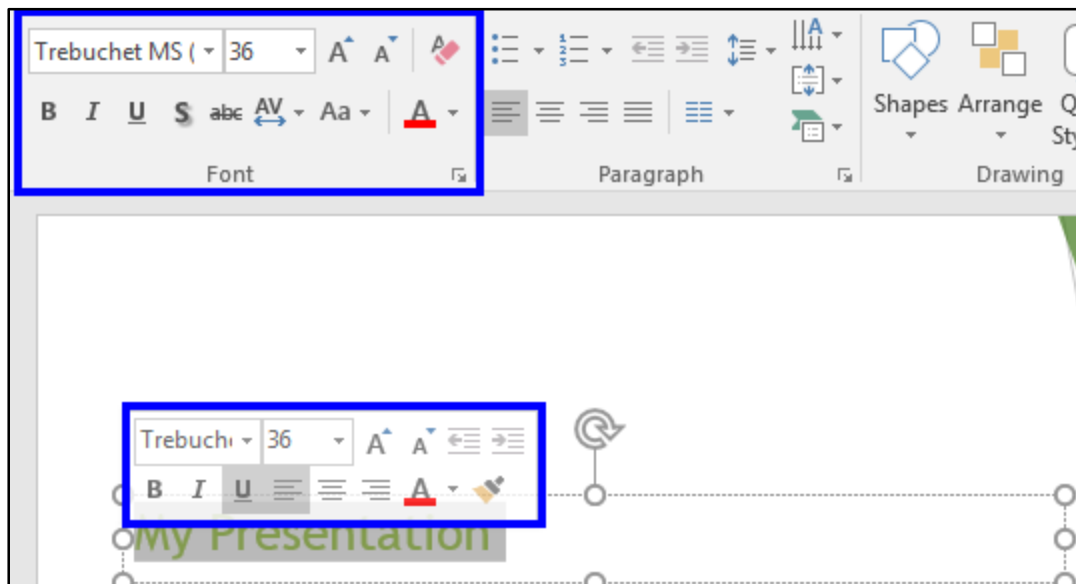 Trebuchet MS ( 36 A A A
B I U S abc AV Aa A
Font
Paragraph
Shapes Arrange
Drawing
Trebuch 36 A A
B I U A
My Presentation